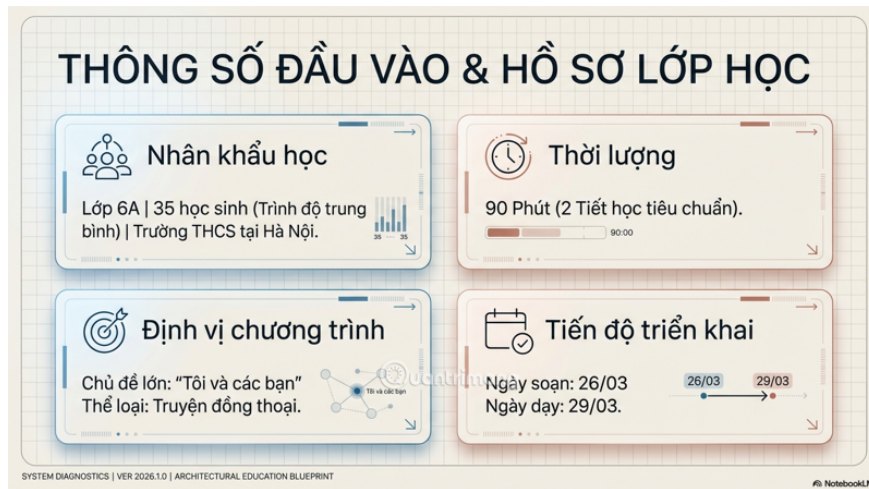 THÔNG SỐ ĐẦU VÀO & HỒ SƠ LỚP HỌC
Nhân khẩu học
Lớp 6A | 35 học sinh (Trình độ trung
bình) | Trường THCS tại Hà Nội.
35 35
Thời lượng
90 Phút (2 Tiết học tiêu chuẩn).
90:00
Định vị chương trình
Chủ đề lớn: “Tôi và các bạn”
Thể loại: Truyện đồng thoại.
Tôi và các bạn
Tiến độ triển khai
Ngày soạn: 26/03
Ngày dạy: 29/03.
26/03
29/03
SYSTEM DIAGNOSTICS | VER 2026.1.0 | ARCHITECTURAL EDUCATION BLUEPRINT